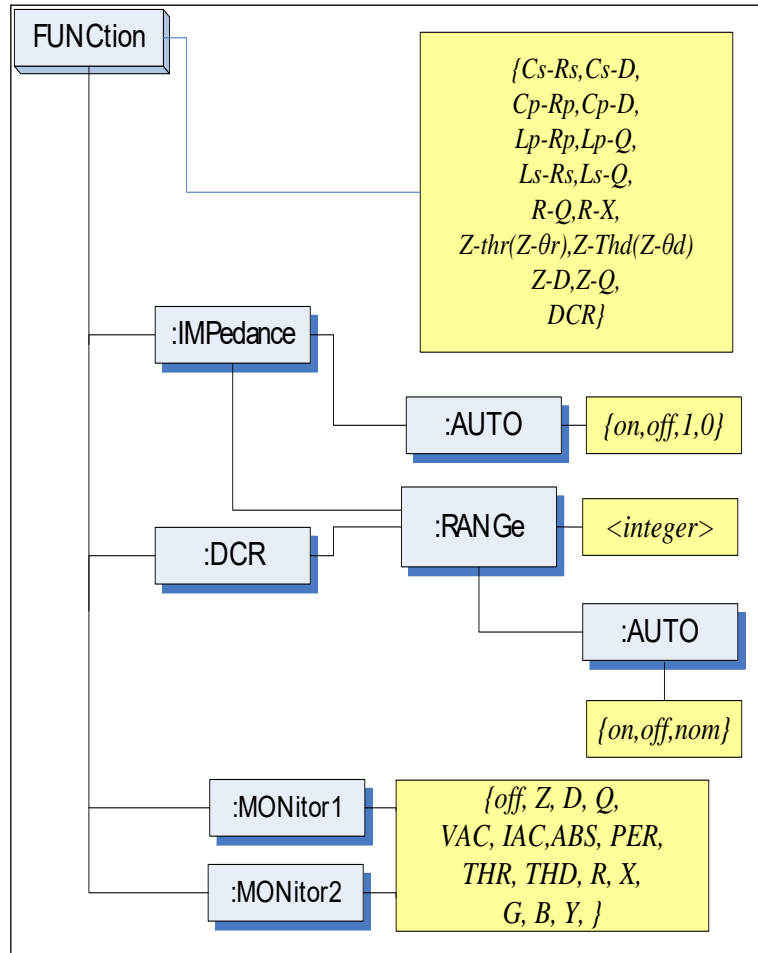 FUNCtion
{Cs-Rs,Cs-D,
Cp-Rp,Cp-D,
Lp-Rp,Lp-Q,
Ls-Rs,Ls-Q,
R-Q,R-X,
Z-thr(Z-θr),Z-Thd(Z-θd)
Z-D,Z-Q,
DCR}
:IMPedance
:AUTO
{on,off,1,0}
:RANGe
<integer>
:DCR
:AUTO
{on,off,nom}
:MONitor1
{off, Z, D, Q,
VAC, IAC,ABS, PER,
THR, THD, R, X,
G, B, Y, }
:MONitor2